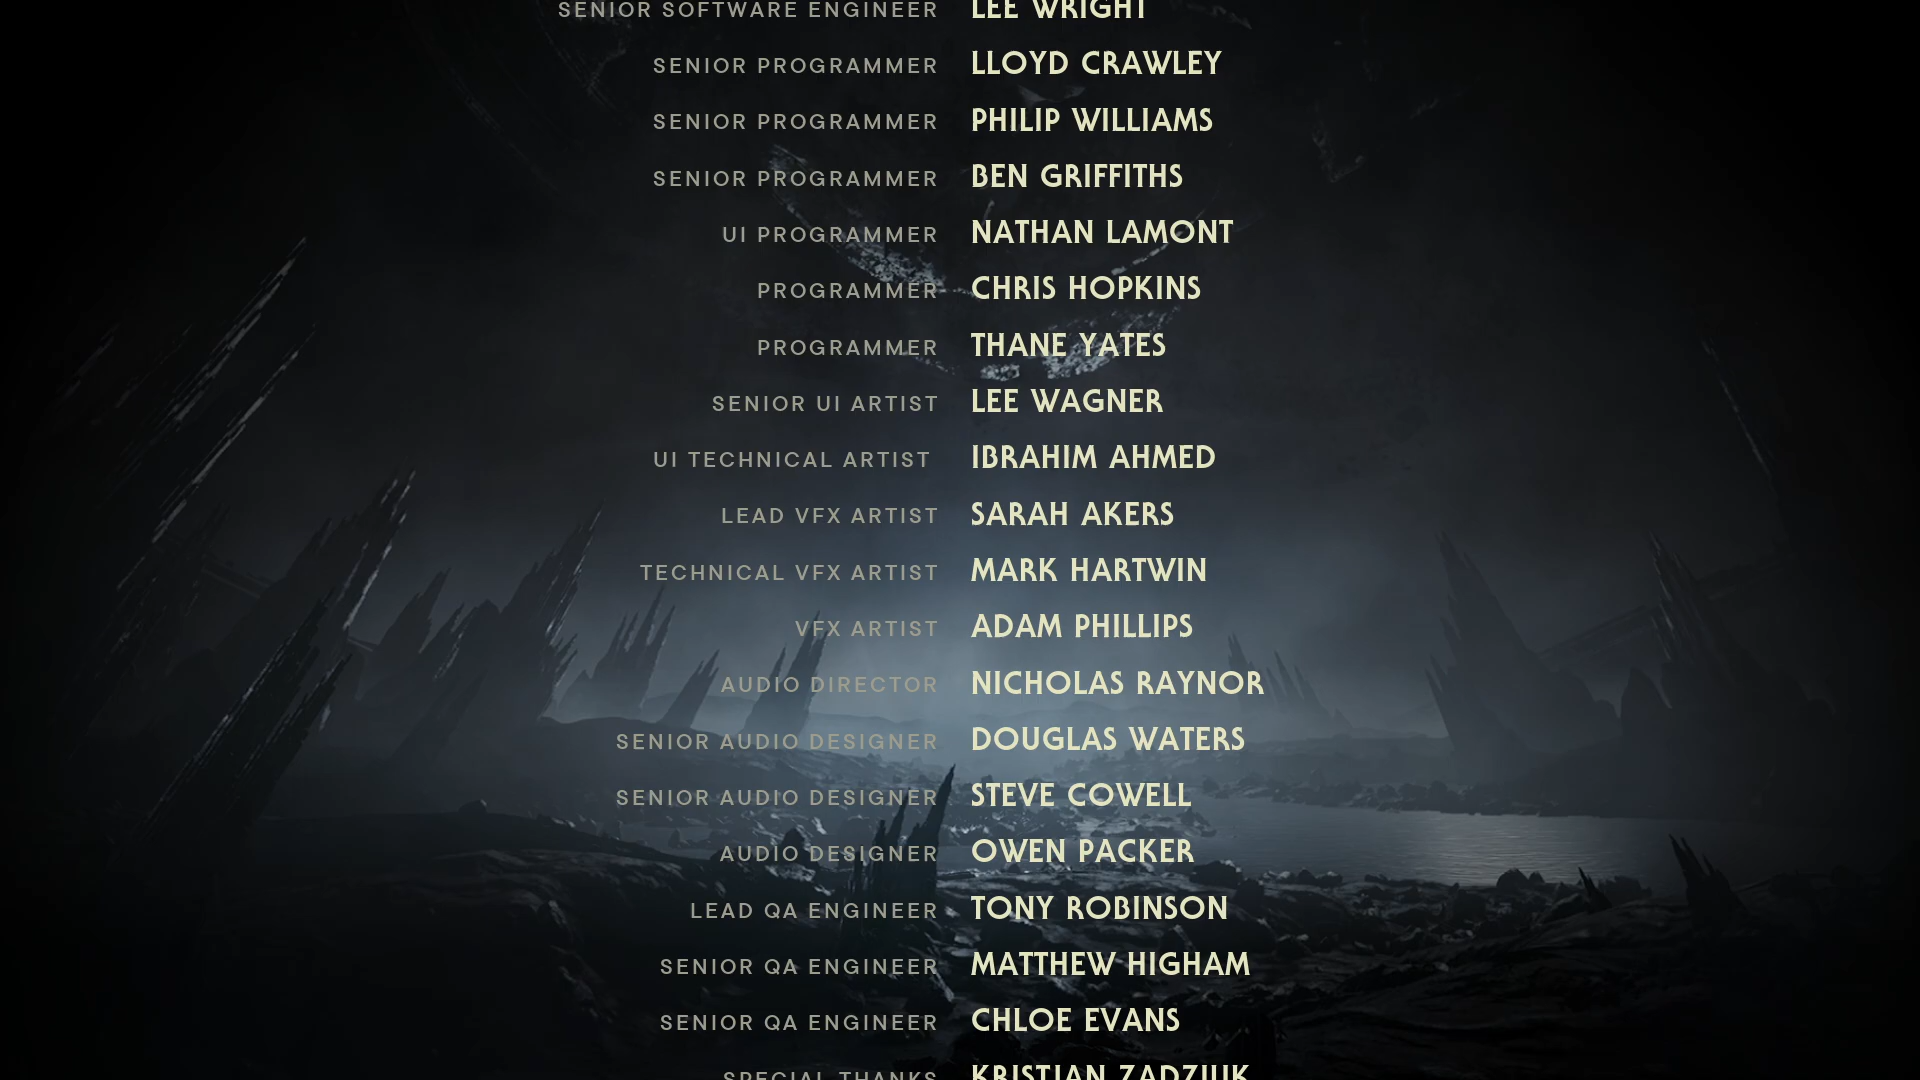 SENIOR SOFTWARE ENGINEER LEE WRIGHT
SENIOR PROGRAMMER LLOYD CRAWLEY
SENIOR PROGRAMMER PHILIP WILLIAMS
SENIOR PROGRAMMER BEN GRIFFITHS
UI PROGRAMMER NATHAN LAMONT
PROGRAMMER CHRIS HOPKINS
PROGRAMMER THANE YATES
SENIOR UI ARTIST LEE WAGNER
UI TECHNICAL ARTIST IBRAHIM AHMED
LEAD VFX ARTIST SARAH AKERS
TECHNICAL VFX ARTIST MARK HARTWIN
VFX ARTIST ADAM PHILLIPS
AUDIO DIRECTOR NICHOLAS RAYNOR
SENIOR AUDIO DESIGNER DOUGLAS WATERS
SENIOR AUDIO DESIGNER STEVE COWELL
AUDIO DESIGNER OWEN PACKER
LEAD QA ENGINEER TONY ROBINSON
SENIOR QA ENGINEER MATTHEW HIGHAM
SENIOR QA ENGINEER CHLOE EVANS
SPECIAL THANKS KRISTJAN ZADZIUK